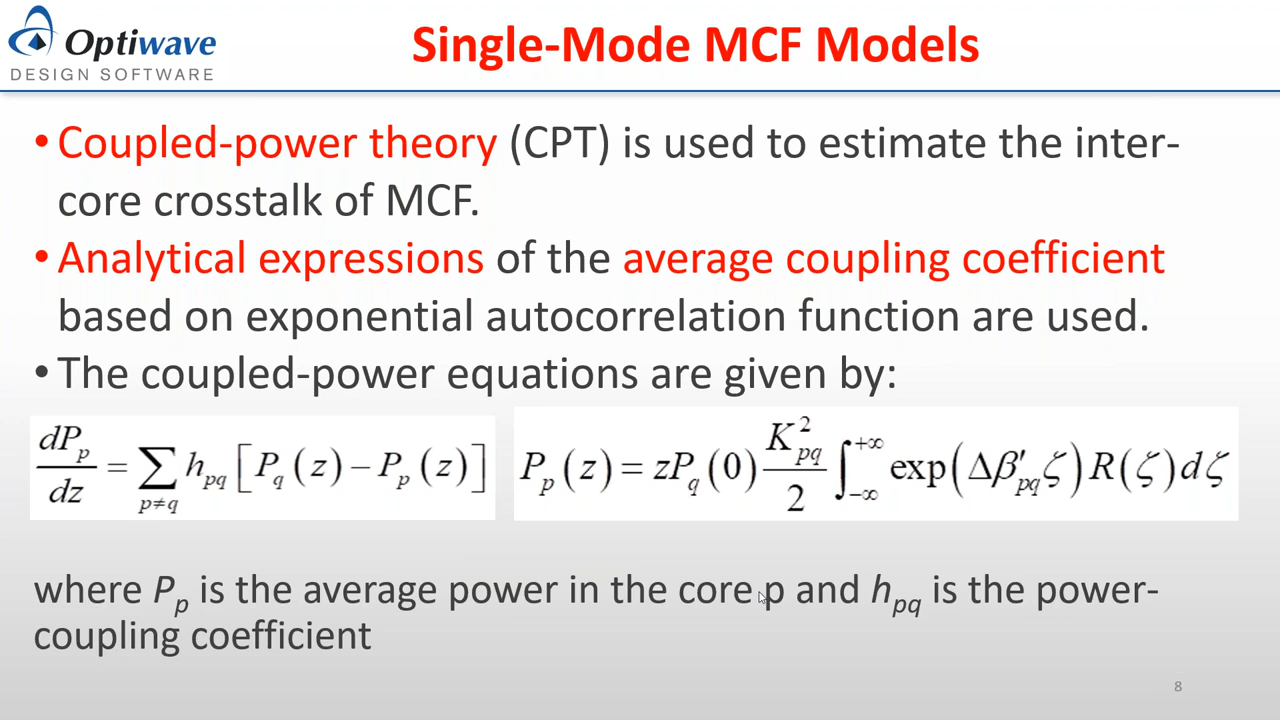 Optiwave
DESIGN SOFTWARE
Single-Mode MCF Models
• Coupled-power theory (CPT) is used to estimate the inter-
core crosstalk of MCF.
• Analytical expressions of the average coupling coefficient
based on exponential autocorrelation function are used.
• The coupled-power equations are given by:
dP_p/dz = ∑_{p≠q} h_{pq} [P_q(z) − P_p(z)]
P_p(z) = zP_q(0) K_{pq}^2/2 ∫_{−∞}^{+∞} exp(Δβ′_{pq}ζ) R(ζ)dζ
where P_p is the average power in the core p and h_{pq} is the power-
coupling coefficient
8